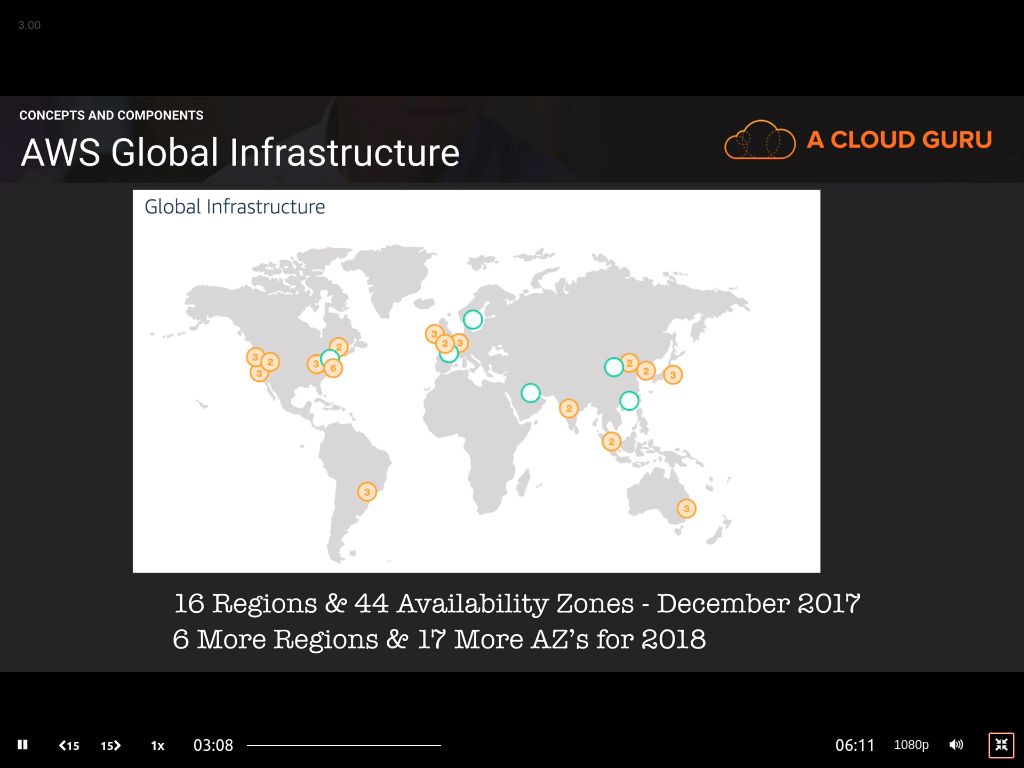 3.00
CONCEPTS AND COMPONENTS
AWS Global Infrastructure
A CLOUD GURU
Global Infrastructure
3
2
3
3
2
6
3
2
3
3
2
2
3
2
2
3
16 Regions & 44 Availability Zones - December 2017
6 More Regions & 17 More AZ's for 2018
15 15 1x 03:08 06:11 1080p